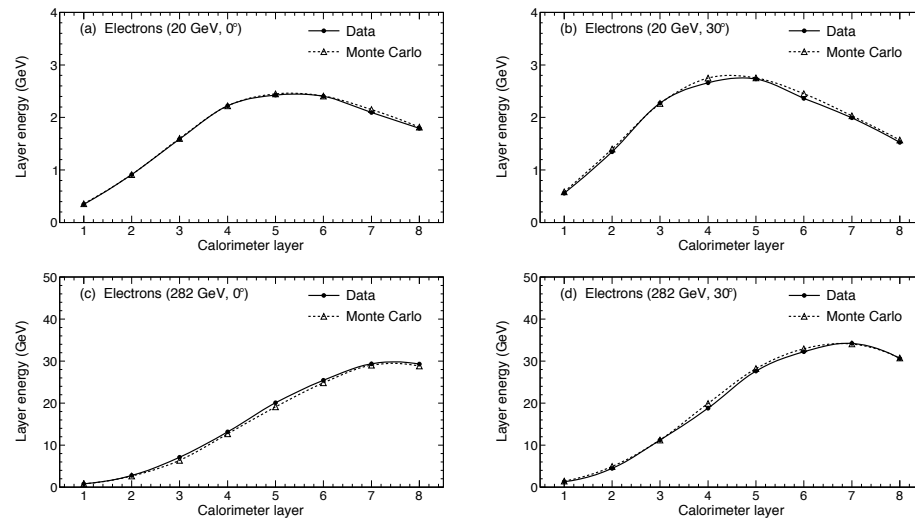 (a) Electrons (20 GeV, 0°)
Data
Monte Carlo
Layer energy (GeV)
4
3
2
1
0
1 2 3 4 5 6 7 8
Calorimeter layer
(b) Electrons (20 GeV, 30°)
Data
Monte Carlo
Layer energy (GeV)
4
3
2
1
0
1 2 3 4 5 6 7 8
Calorimeter layer
(c) Electrons (282 GeV, 0°)
Data
Monte Carlo
Layer energy (GeV)
50
40
30
20
10
0
1 2 3 4 5 6 7 8
Calorimeter layer
(d) Electrons (282 GeV, 30°)
Data
Monte Carlo
Layer energy (GeV)
50
40
30
20
10
0
1 2 3 4 5 6 7 8
Calorimeter layer